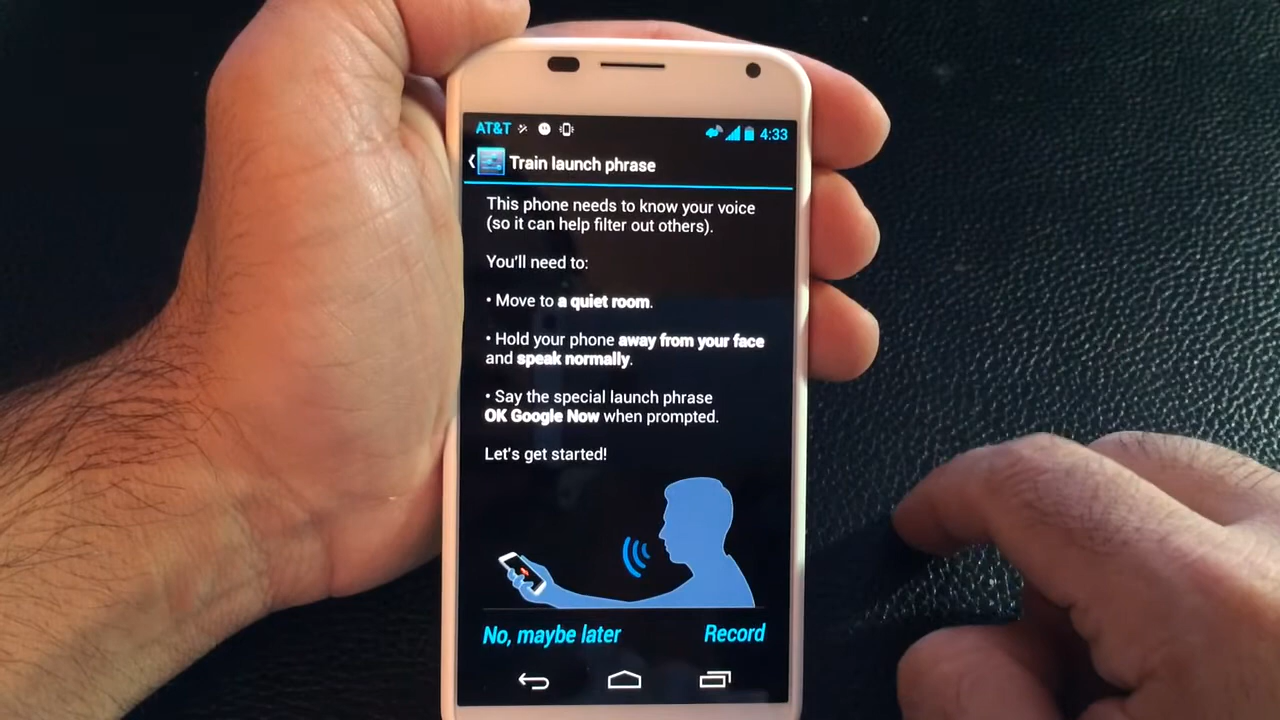 AT&T 4:33
Train launch phrase
This phone needs to know your voice
(so it can help filter out others).
You'll need to:
• Move to a quiet room.
• Hold your phone away from your face
and speak normally.
• Say the special launch phrase
OK Google Now when prompted.
Let's get started!
No, maybe later Record